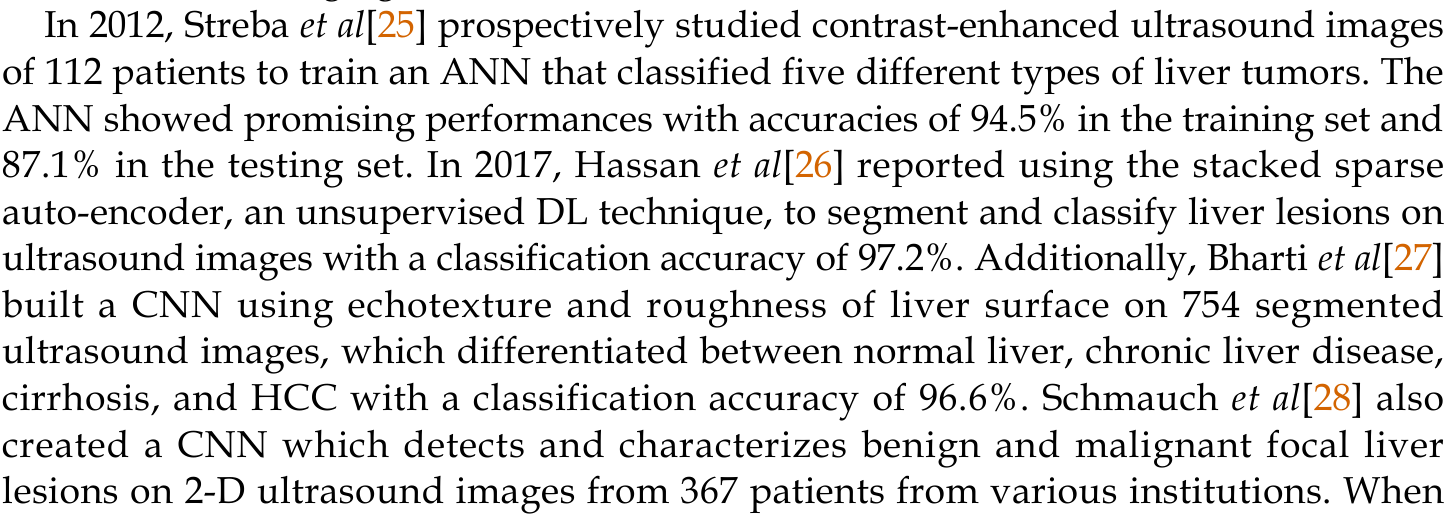 In 2012, Streba et al[25] prospectively studied contrast-enhanced ultrasound images
of 112 patients to train an ANN that classified five different types of liver tumors. The
ANN showed promising performances with accuracies of 94.5% in the training set and
87.1% in the testing set. In 2017, Hassan et al[26] reported using the stacked sparse
auto-encoder, an unsupervised DL technique, to segment and classify liver lesions on
ultrasound images with a classification accuracy of 97.2%. Additionally, Bharti et al[27]
built a CNN using echotexture and roughness of liver surface on 754 segmented
ultrasound images, which differentiated between normal liver, chronic liver disease,
cirrhosis, and HCC with a classification accuracy of 96.6%. Schmauch et al[28] also
created a CNN which detects and characterizes benign and malignant focal liver
lesions on 2-D ultrasound images from 367 patients from various institutions. When